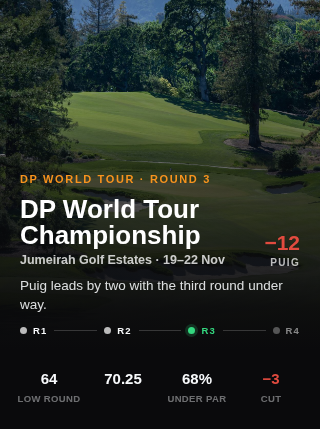 DP WORLD TOUR · ROUND 3
DP World Tour
Championship
−12
PUIG
Jumeirah Golf Estates · 19–22 Nov
Puig leads by two with the third round under
way.
R1 R2 R3 R4
64 70.25 68% −3
LOW ROUND UNDER PAR CUT